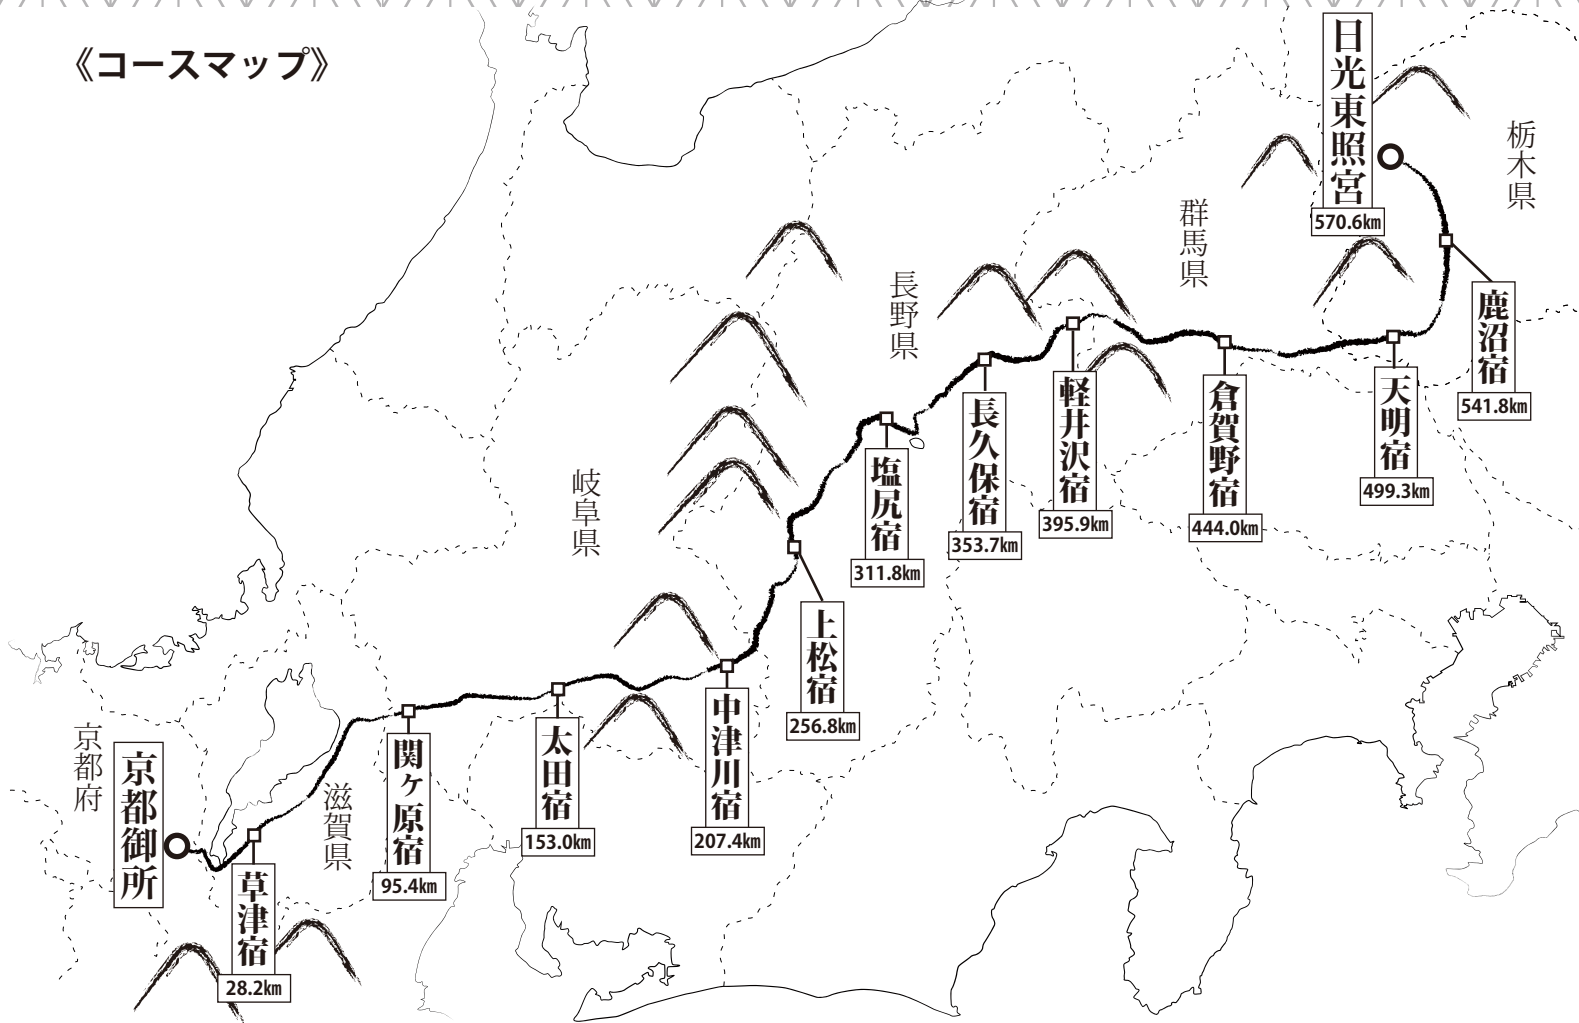 《コースマップ》
京都府
京都御所
草津宿
28.2km
滋賀県
関ヶ原宿
95.4km
太田宿
153.0km
岐阜県
中津川宿
207.4km
上松宿
256.8km
塩尻宿
311.8km
長野県
長久保宿
353.7km
軽井沢宿
395.9km
群馬県
倉賀野宿
444.0km
天明宿
499.3km
鹿沼宿
541.8km
栃木県
日光東照宮
570.6km